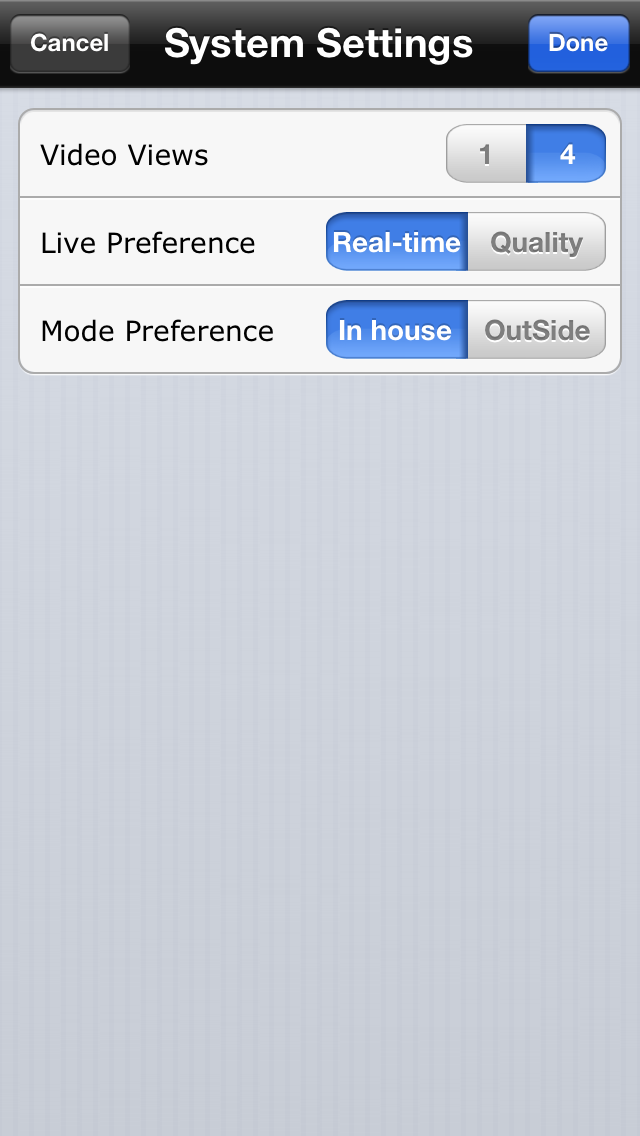 Cancel System Settings Done
Video Views 1 4
Live Preference Real-time Quality
Mode Preference In house OutSide